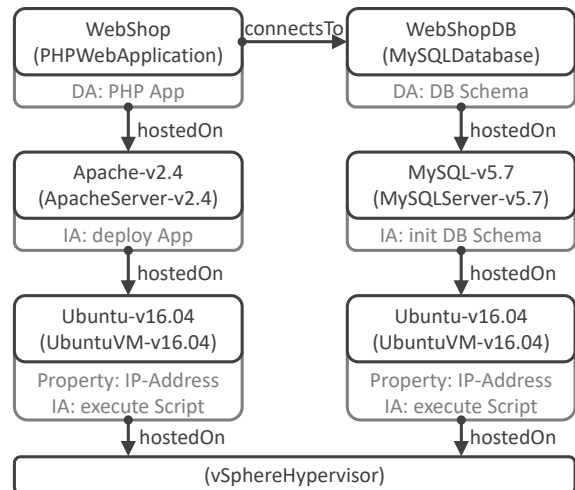 WebShop
(PHPWebApplication)
DA: PHP App
connectsTo
WebShopDB
(MySQLDatabase)
DA: DB Schema
hostedOn
hostedOn
Apache-v2.4
(ApacheServer-v2.4)
IA: deploy App
MySQL-v5.7
(MySQLServer-v5.7)
IA: init DB Schema
hostedOn
hostedOn
Ubuntu-v16.04
(UbuntuVM-v16.04)
Property: IP-Address
IA: execute Script
Ubuntu-v16.04
(UbuntuVM-v16.04)
Property: IP-Address
IA: execute Script
hostedOn
hostedOn
(vSphereHypervisor)